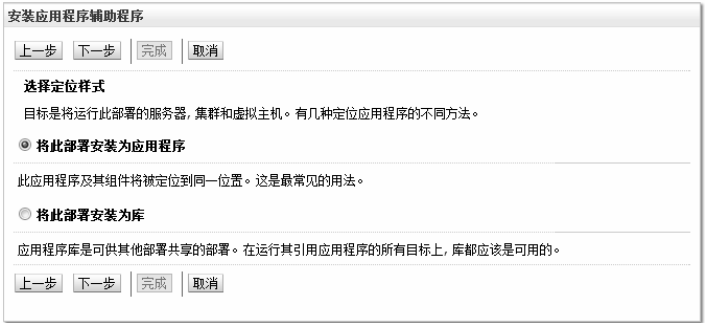 安装应用程序辅助程序
上一步 下一步 完成 取消
选择定位样式
目标是将运行此部署的服务器, 集群和虚拟主机。有几种定位应用程序的不同方法。
将此部署安装为应用程序
此应用程序及其组件将被定位到同一位置。这是最常见的用法。
将此部署安装为库
应用程序库是可供其他部署共享的部署。在运行其引用应用程序的所有目标上, 库都应该是可用的。
上一步 下一步 完成 取消